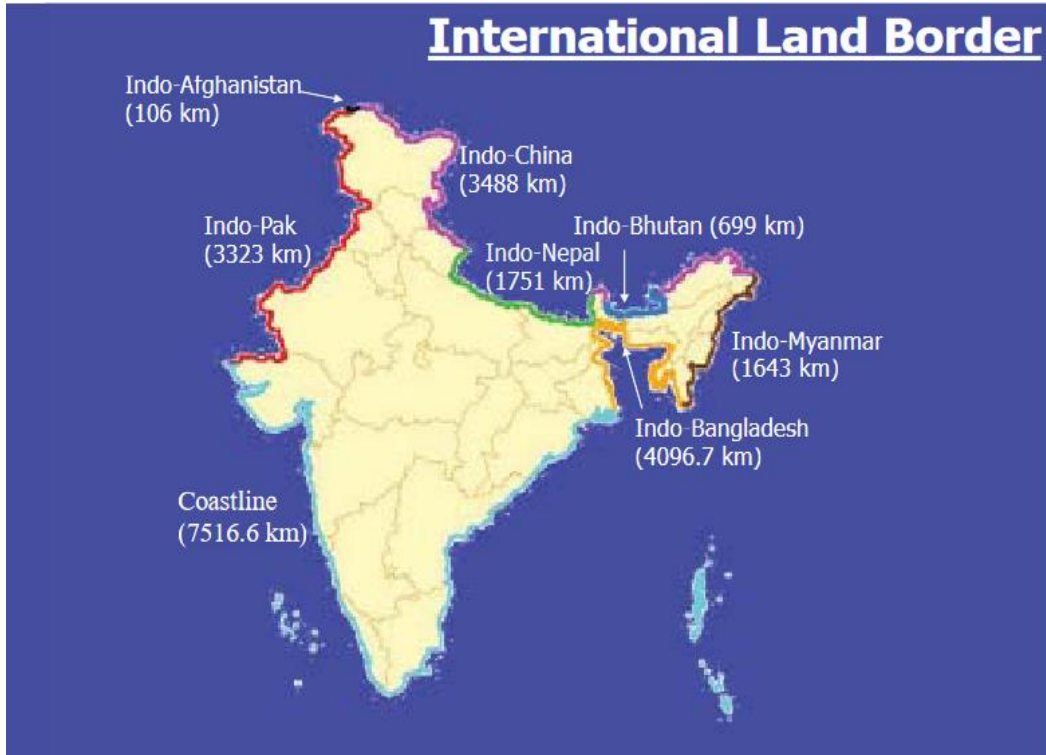 International Land Border
Indo-Afghanistan
(106 km)
Indo-China
(3488 km)
Indo-Pak
(3323 km)
Indo-Bhutan (699 km)
Indo-Nepal
(1751 km)
Indo-Myanmar
(1643 km)
Indo-Bangladesh
(4096.7 km)
Coastline
(7516.6 km)